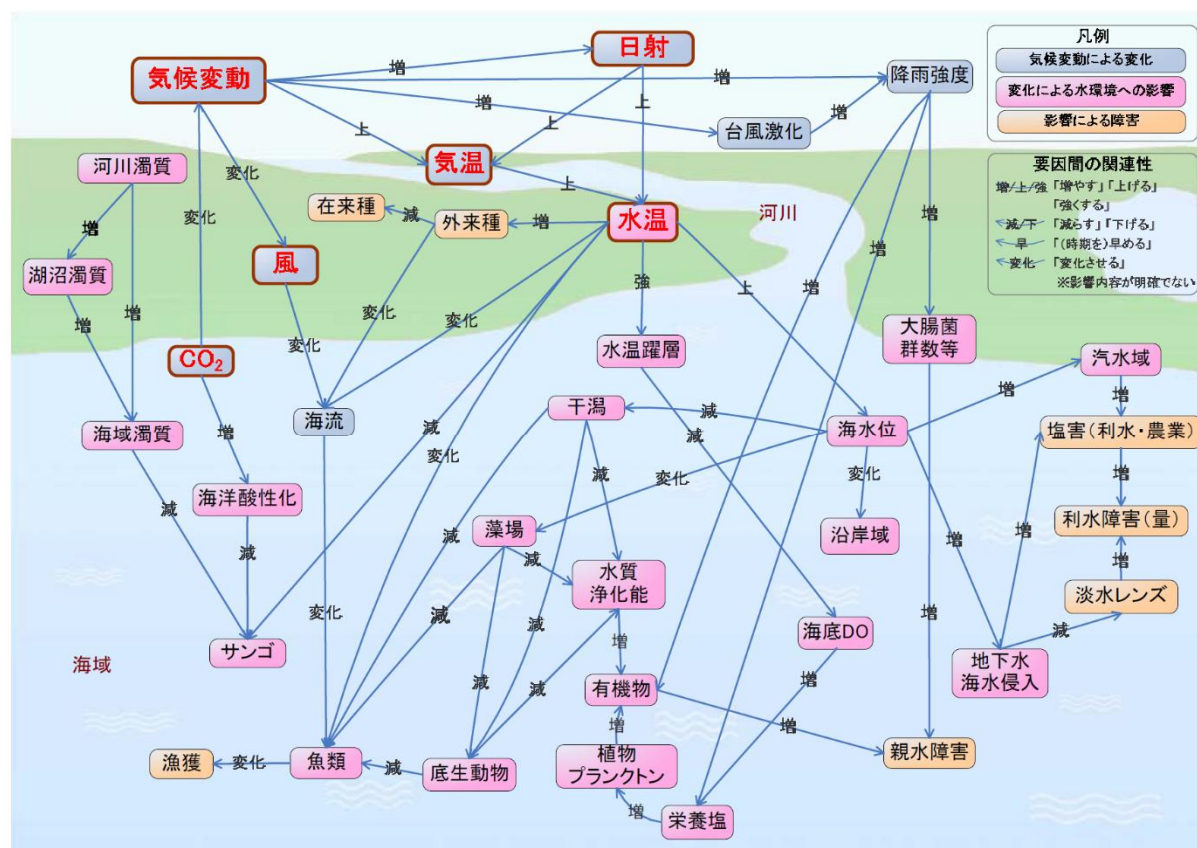 日射
凡例
気候変動
増
降雨強度
気候変動による変化
増
変化による水環境への影響
増
上
上
上
台風激化
増
影響による障害
河川濁質
気温
変化
上
要因間の関連性
増/上/強 「増やす」「上げる」
「強くする」
在来種
減
外来種
増
水温
河川
増
減/下 「減らす」「下げる」
変化
増
早 「(時期を)早める」
風
増
変化 「変化させる」
※影響内容が明確でない
湖沼濁質
強
上
増
増
増
変化
変化
大腸菌
群数等
変化
水温躍層
汽水域
CO₂
増
増
海域濁質
増
海流
干潟
減
減
海水位
塩害(利水・農業)
減
変化
減
変化
変化
増
海洋酸性化
減
利水障害(量)
減
減
藻場
減
沿岸域
増
増
増
水質
浄化能
淡水レンズ
変化
減
減
増
海底DO
減
サンゴ
増
地下水
海水侵入
海域
減
減
有機物
増
増
増
漁獲
変化
魚類
減
底生動物
植物
プランクトン
親水障害
増
栄養塩